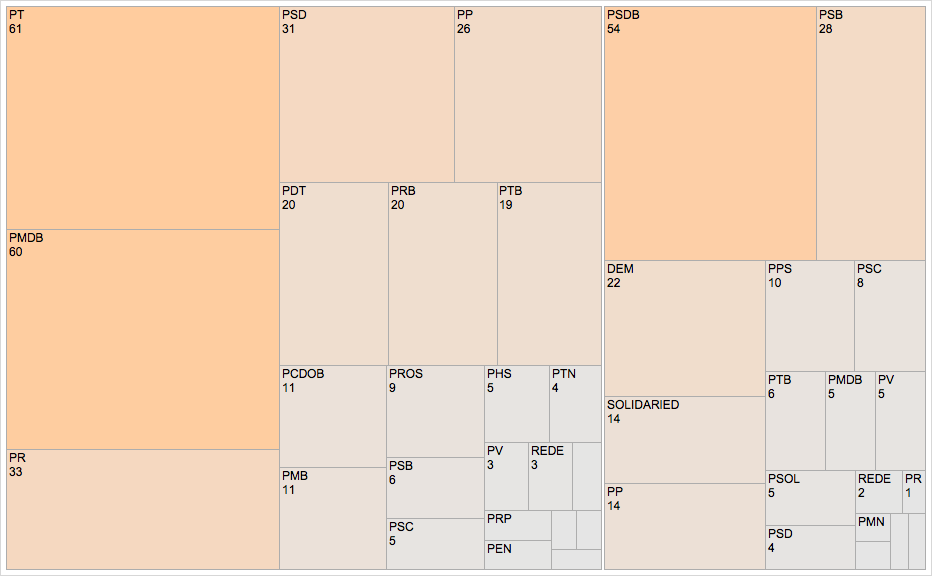 PT
61
PMDB
60
PR
33
PSD
31
PP
26
PDT
20
PRB
20
PTB
19
PCDOB
11
PMB
11
PROS
9
PSB
6
PSC
5
PHS
5
PTN
4
PV
3
REDE
3
PRP
PEN
PSDB
54
PSB
28
DEM
22
SOLIDARIED
14
PP
14
PPS
10
PSC
8
PTB
6
PMDB
5
PV
5
PSOL
5
PSD
4
REDE
2
PR
1
PMN